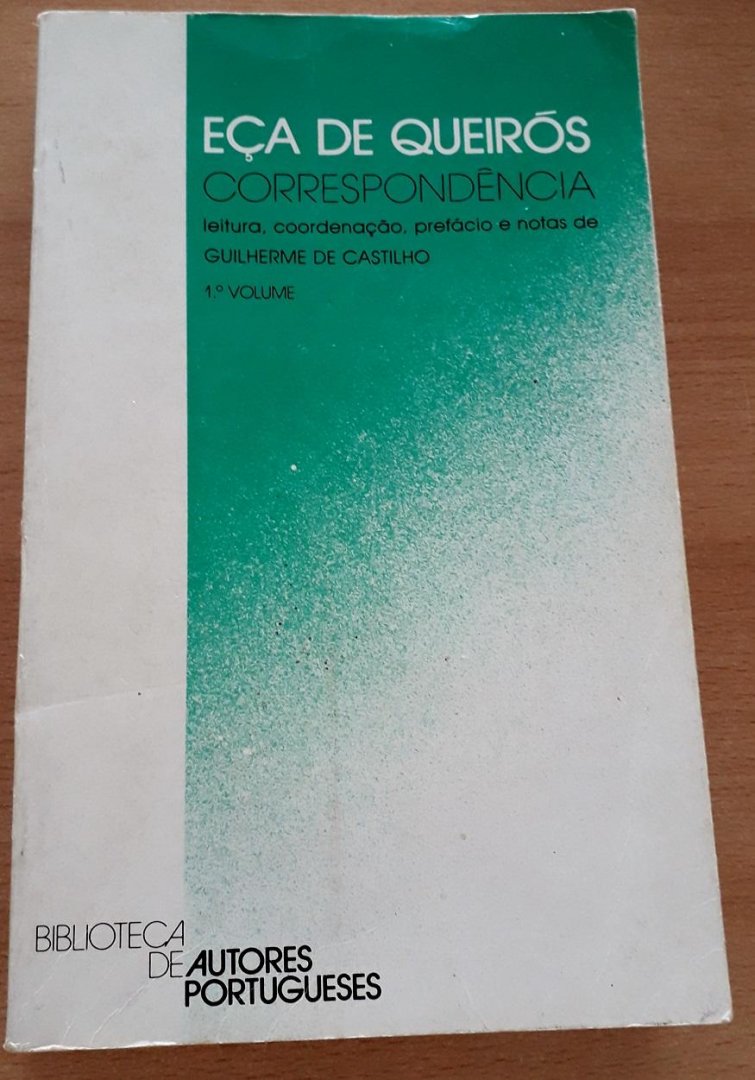 EÇA DE QUEIRÓS
CORRESPONDÊNCIA
leitura, coordenação, prefácio e notas de
GUILHERME DE CASTILHO
1.º VOLUME
BIBLIOTECA
DE AUTORES
PORTUGUESES